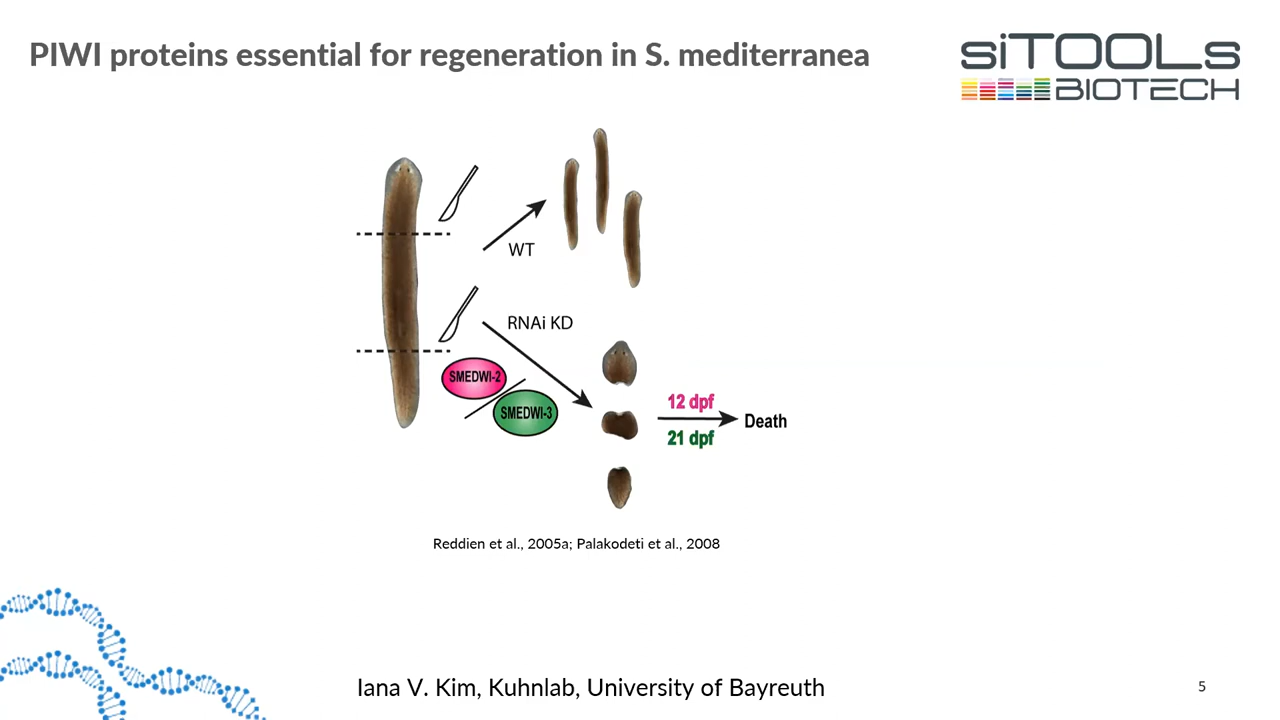 PIWI proteins essential for regeneration in S. mediterranea
siTOOLs
BIOTECH
WT
RNAi KD
SMEDWI-2
SMEDWI-3
12 dpf
21 dpf
Death
Reddien et al., 2005a; Palakodeti et al., 2008
Iana V. Kim, Kuhnlab, University of Bayreuth
5